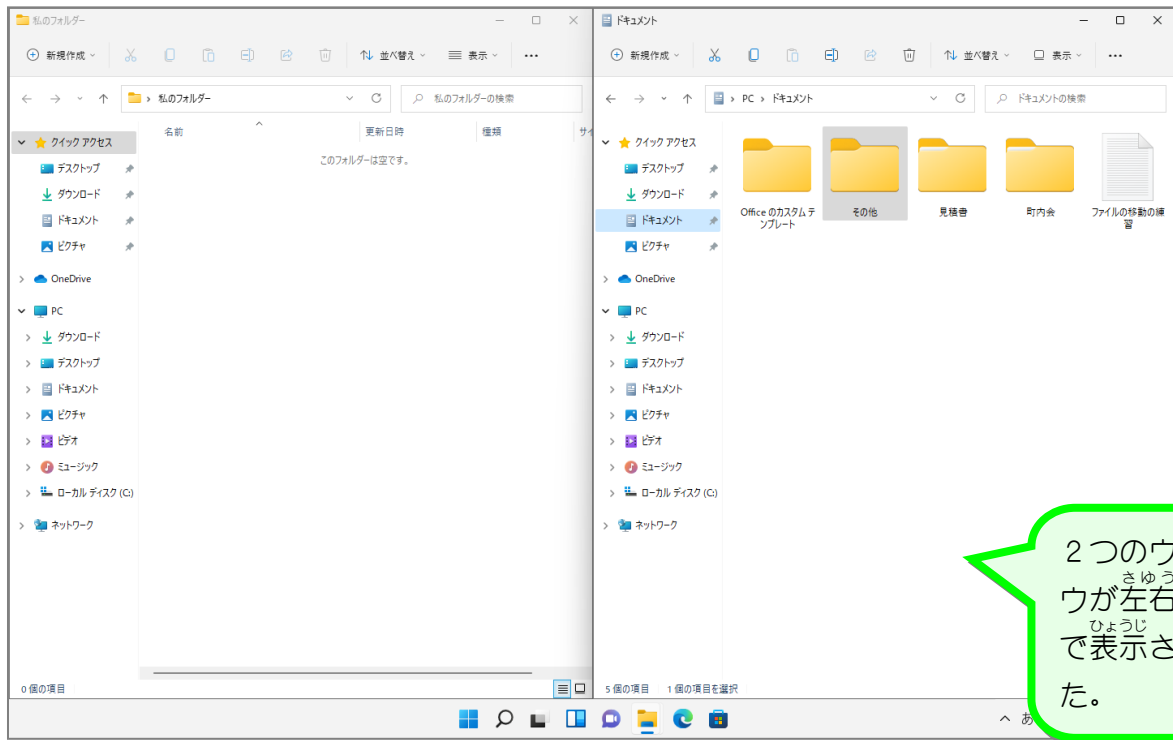 私のフォルダー
新規作成
並べ替え
表示
私のフォルダー
私のフォルダーの検索
名前
更新日時
種類
サイ
このフォルダーは空です。
クイック アクセス
デスクトップ
ダウンロード
ドキュメント
ピクチャ
OneDrive
PC
ダウンロード
デスクトップ
ドキュメント
ピクチャ
ビデオ
ミュージック
ローカル ディスク (C:)
ネットワーク
0 個の項目
ドキュメント
新規作成
並べ替え
表示
PC › ドキュメント
ドキュメントの検索
クイック アクセス
デスクトップ
ダウンロード
ドキュメント
ピクチャ
OneDrive
PC
ダウンロード
デスクトップ
ドキュメント
ピクチャ
ビデオ
ミュージック
ローカル ディスク (C:)
ネットワーク
Office のカスタム テ
ンプレート
その他
見積書
町内会
ファイルの移動の練
習
5 個の項目 1 個の項目を選択
あ
２つのウ
さゆう
ウが左右
ひょうじ
で表示さ
た。